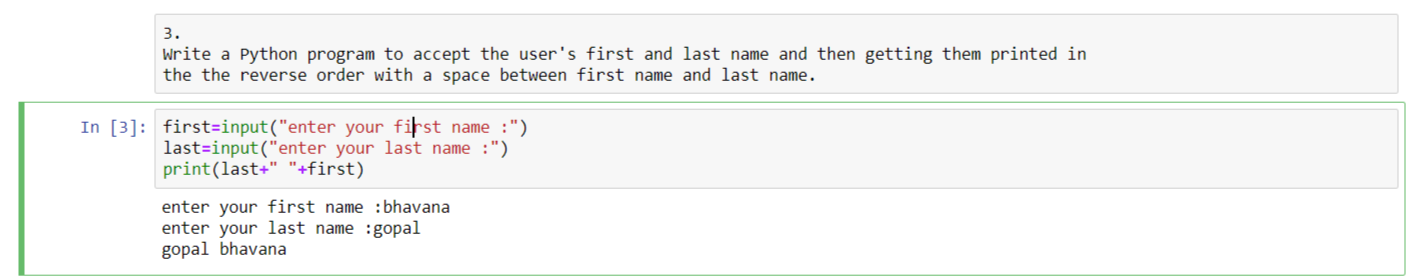 3.
Write a Python program to accept the user's first and last name and then getting them printed in
the the reverse order with a space between first name and last name.
In [3]: first=input("enter your first name :")
last=input("enter your last name :")
print(last+" "+first)
enter your first name :bhavana
enter your last name :gopal
gopal bhavana